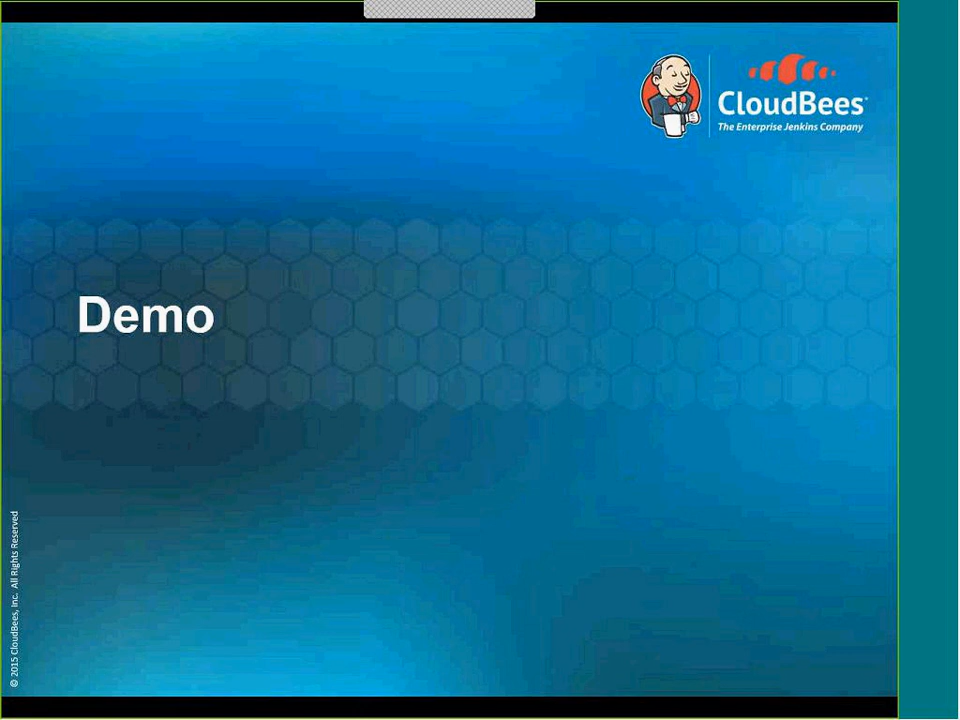 CloudBees
The Enterprise Jenkins Company
Demo
© 2015 CloudBees, Inc. All Rights Reserved